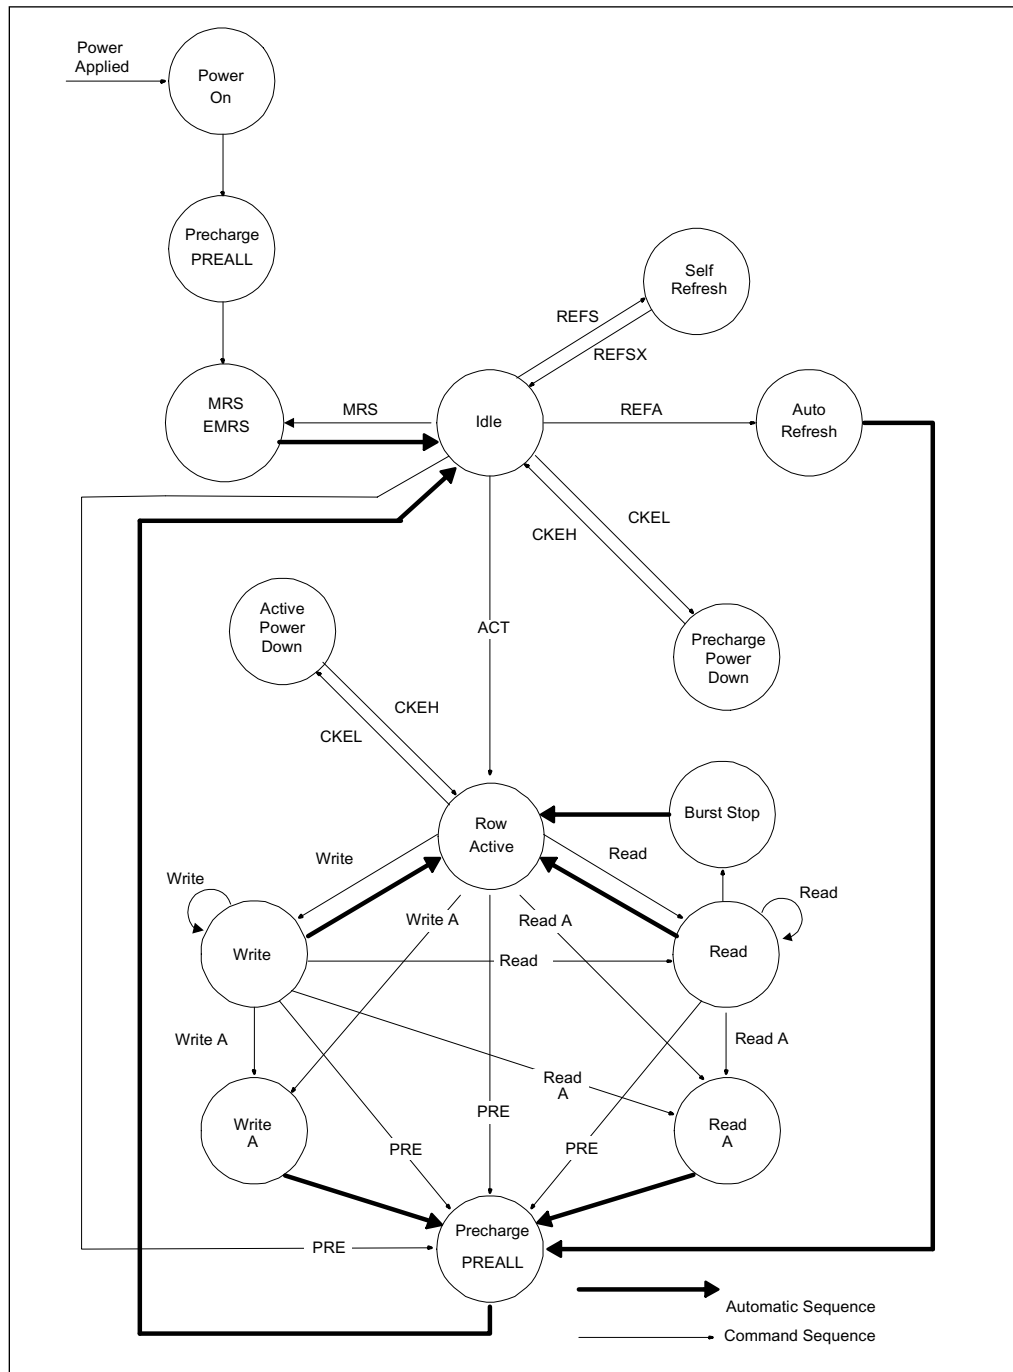 Power
Applied
Power
On
Precharge
PREALL
Self
Refresh
REFS
REFSX
MRS
EMRS
MRS
Idle
REFA
Auto
Refresh
CKEL
CKEH
Active
Power
Down
ACT
Precharge
Power
Down
CKEH
CKEL
Burst Stop
Row
Active
Write
Read
Write
Write A
Read A
Read
Write
Read
Read
Write A
Read A
Read
A
Write
A
PRE
Read
A
PRE
PRE
Precharge
PREALL
PRE
Automatic Sequence
Command Sequence